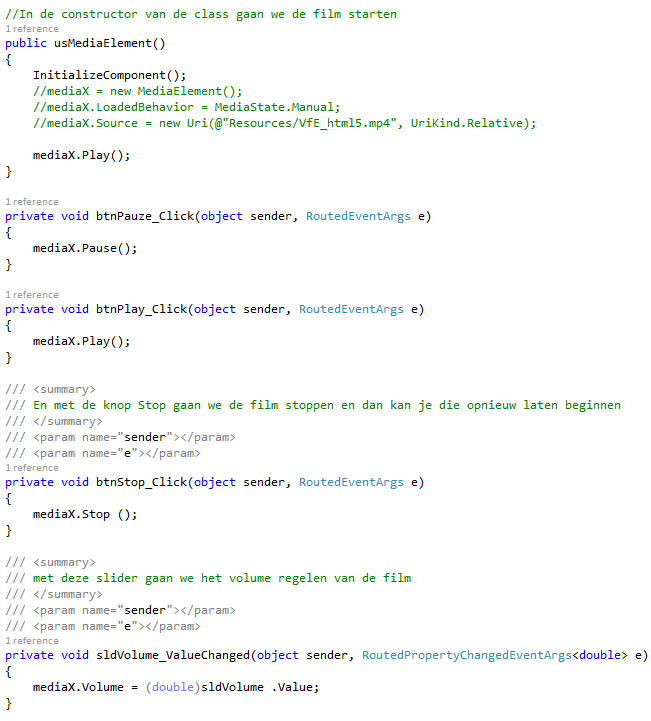 //In de constructor van de class gaan we de film starten
1 reference
public usMediaElement()
{
InitializeComponent();
//mediaX = new MediaElement();
//mediaX.LoadedBehavior = MediaState.Manual;
//mediaX.Source = new Uri(@"Resources/VfE_html5.mp4", UriKind.Relative);
mediaX.Play();
}
1 reference
private void btnPauze_Click(object sender, RoutedEventArgs e)
{
mediaX.Pause();
}
1 reference
private void btnPlay_Click(object sender, RoutedEventArgs e)
{
mediaX.Play();
}
/// <summary>
/// En met de knop Stop gaan we de film stoppen en dan kan je die opnieuw laten beginnen
/// </summary>
/// <param name="sender"></param>
/// <param name="e"></param>
1 reference
private void btnStop_Click(object sender, RoutedEventArgs e)
{
mediaX.Stop ();
}
/// <summary>
/// met deze slider gaan we het volume regelen van de film
/// </summary>
/// <param name="sender"></param>
/// <param name="e"></param>
1 reference
private void sldVolume_ValueChanged(object sender, RoutedPropertyChangedEventArgs<double> e)
{
mediaX.Volume = (double)sldVolume .Value;
}